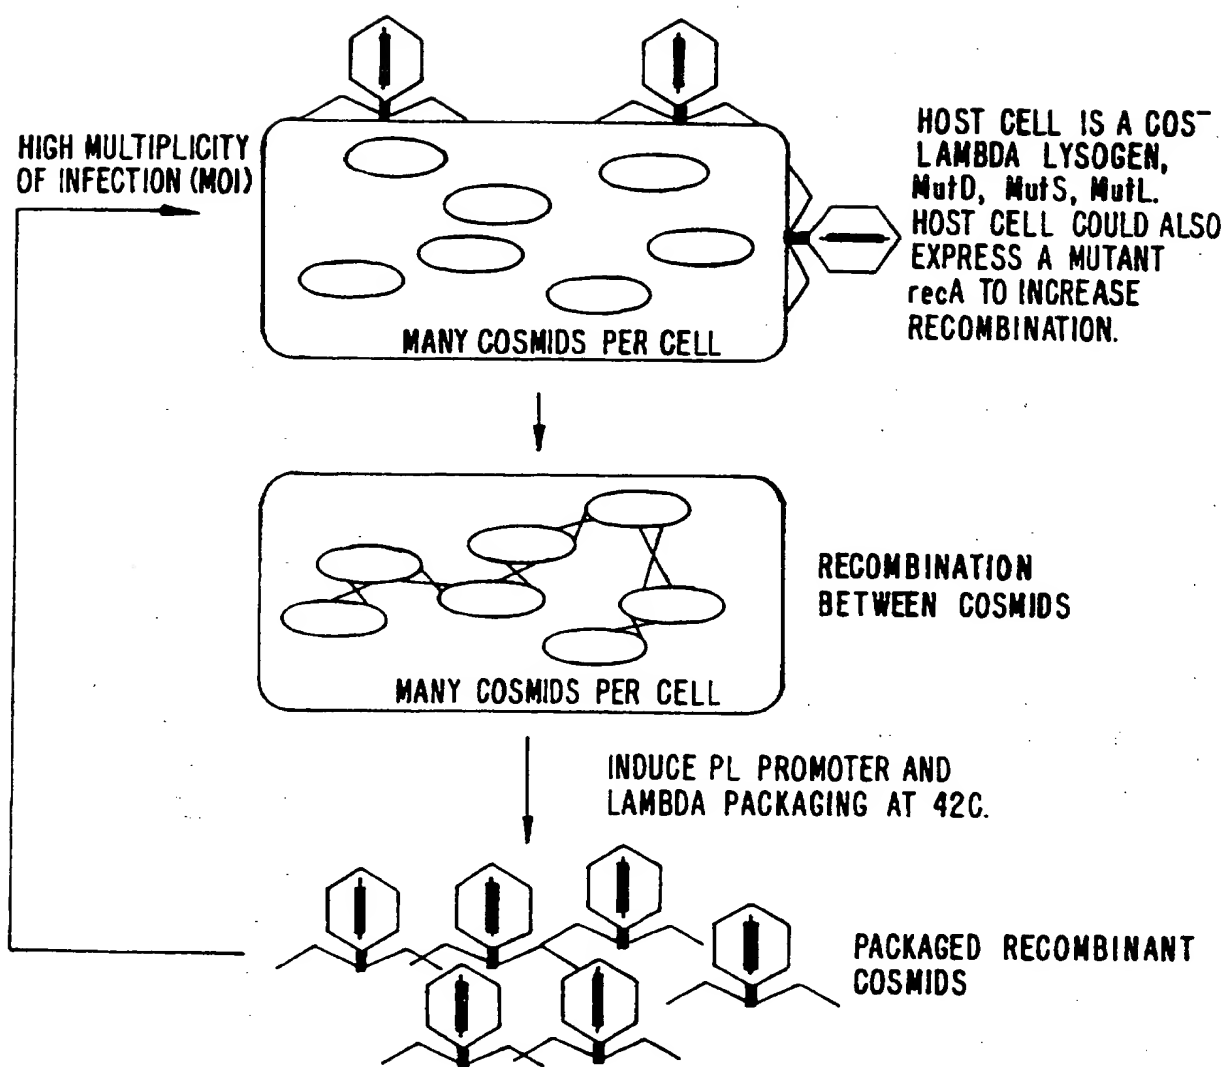 HIGH MULTIPLICITY
OF INFECTION (MOI)
HOST CELL IS A COS⁻
LAMBDA LYSOGEN,
MutD, MutS, MutL.
HOST CELL COULD ALSO
EXPRESS A MUTANT
recA TO INCREASE
RECOMBINATION.
MANY COSMIDS PER CELL
RECOMBINATION
BETWEEN COSMIDS
MANY COSMIDS PER CELL
INDUCE PL PROMOTER AND
LAMBDA PACKAGING AT 42C.
PACKAGED RECOMBINANT
COSMIDS